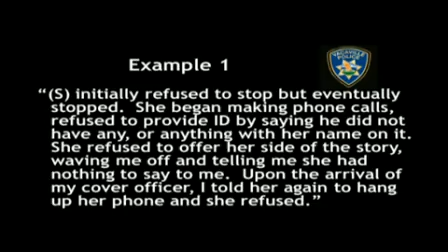 Example 1
VACAVILLE
POLICE
“(S) initially refused to stop but eventually
stopped. She began making phone calls,
refused to provide ID by saying he did not
have any, or anything with her name on it.
She refused to offer her side of the story,
waving me off and telling me she had
nothing to say to me. Upon the arrival of
my cover officer, I told her again to hang
up her phone and she refused.”